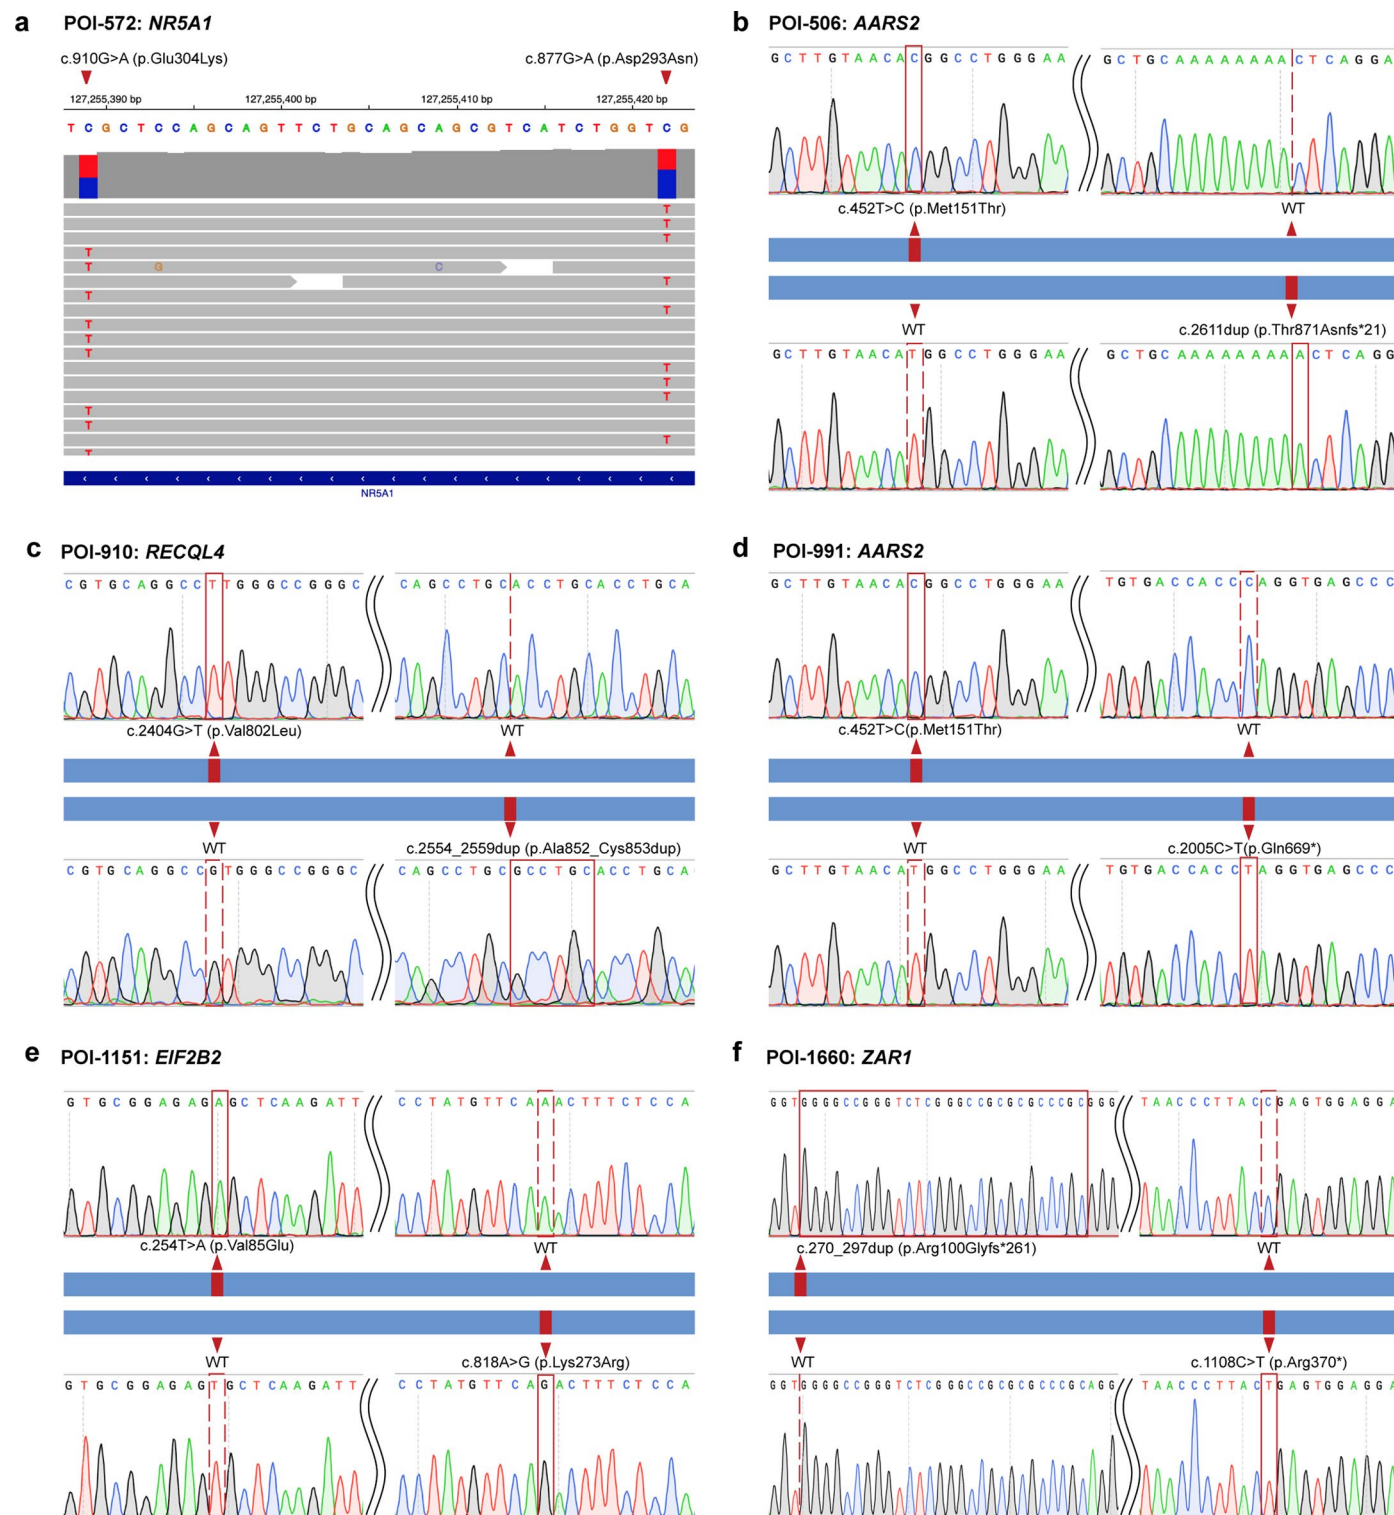 a POI-572: NR5A1
c.910G>A (p.Glu304Lys) c.877G>A (p.Asp293Asn)
127,255,390 bp 127,255,400 bp 127,255,410 bp 127,255,420 bp
T C G C T C C A G C A G T T C T G C A G C A G C G T C A T C T G G T C G
T
T
T
T
T G C
T
T
T
T
T
T
T
T
T
T
T
T
T
NR5A1
b POI-506: AARS2
G C T T G T A A C A C G G C C T G G G A A G C T G C A A A A A A A A C T C A G G A
c.452T>C (p.Met151Thr) WT
WT c.2611dup (p.Thr871Asnfs*21)
G C T T G T A A C A T G G C C T G G G A A G C T G C A A A A A A A A A C T C A G G
c POI-910: RECQL4
C G T G C A G G C C T T G G G C C G G G C C A G C C T G C A C C T G C A C C T G C A
c.2404G>T (p.Val802Leu) WT
WT c.2554_2559dup (p.Ala852_Cys853dup)
C G T G C A G G C C G T G G G C C G G G C C A G C C T G C G C C T G C A C C T G C A
d POI-991: AARS2
G C T T G T A A C A C G G C C T G G G A A T G T G A C C A C C C A G G T G A G C C C
c.452T>C(p.Met151Thr) WT
WT c.2005C>T(p.Gln669*)
G C T T G T A A C A T G G C C T G G G A A T G T G A C C A C C T A G G T G A G C C C
e POI-1151: EIF2B2
G T G C G G A G A G A G C T C A A G A T T C C T A T G T T C A A A C T T T C T C C A
c.254T>A (p.Val85Glu) WT
WT c.818A>G (p.Lys273Arg)
G T G C G G A G A G T G C T C A A G A T T C C T A T G T T C A G A C T T T C T C C A
f POI-1660: ZAR1
G G T G G G G C C G G G T C T C G G G C C G C G C G C C C G C G G G T A A C C C T T A C C G A G T G G A G G A
c.270_297dup (p.Arg100Glyfs*261) WT
WT c.1108C>T (p.Arg370*)
G G T G G G G C C G G G T C T C G G G C C G C G C G C C C G C A G G T A A C C C T T A C T G A G T G G A G G A